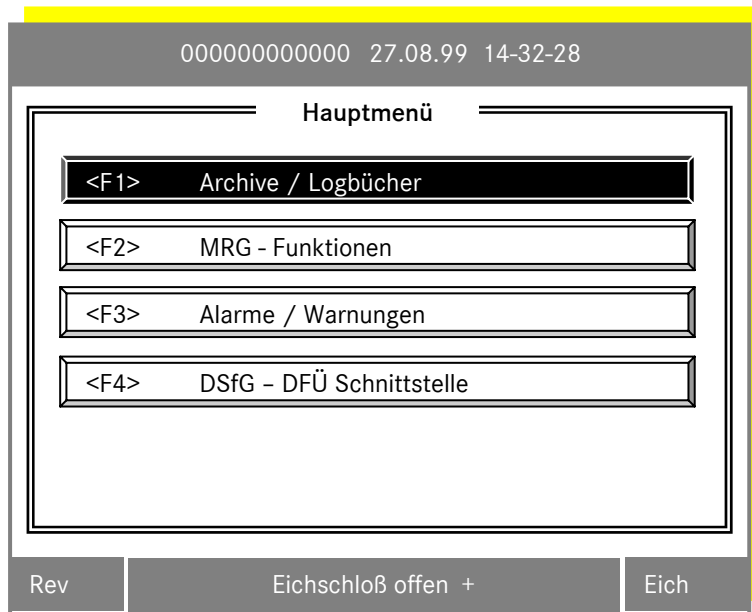 000000000000 27.08.99 14-32-28
Hauptmenü
<F1> Archive / Logbücher
<F2> MRG - Funktionen
<F3> Alarme / Warnungen
<F4> DSfG – DFÜ Schnittstelle
Rev Eichschloß offen + Eich